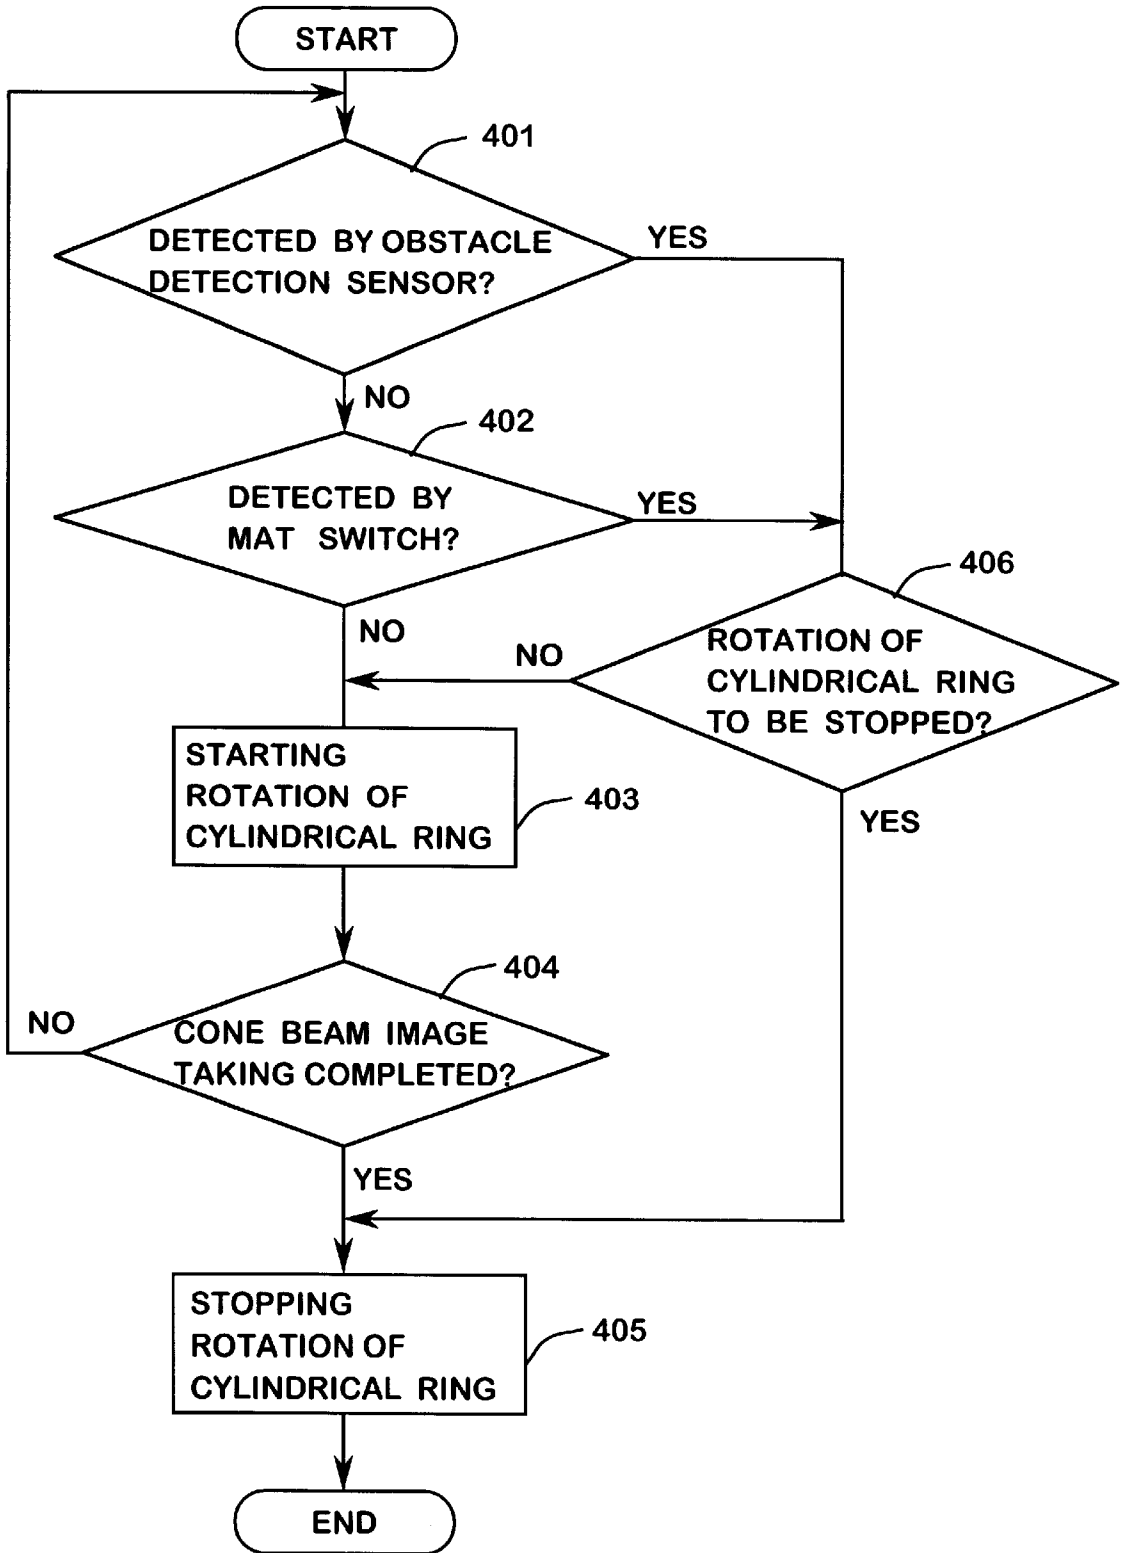 START
401
DETECTED BY OBSTACLE
DETECTION SENSOR?
YES
NO
402
DETECTED BY
MAT SWITCH?
YES
NO
406
ROTATION OF
CYLINDRICAL RING
TO BE STOPPED?
NO
YES
STARTING
ROTATION OF
CYLINDRICAL RING
403
404
CONE BEAM IMAGE
TAKING COMPLETED?
NO
YES
STOPPING
ROTATION OF
CYLINDRICAL RING
405
END